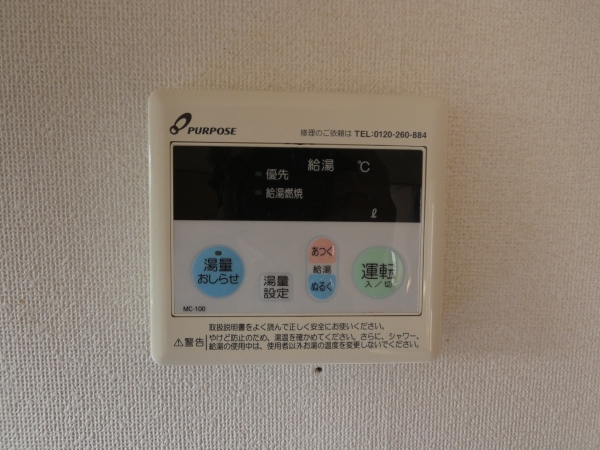 PURPOSE
修理のご依頼は TEL:0120-260-884
給湯 ℃
優先
給湯燃焼
ℓ
湯量
おしらせ
湯量
設定
あつく
給湯
ぬるく
運転
入/切
MC-100
取扱説明書をよく読んで正しく安全にお使いください。
⚠警告
やけど防止のため、湯温を確かめてください。さらに、シャワー、
給湯の使用中は、使用者以外お湯の温度を変更しないでください。